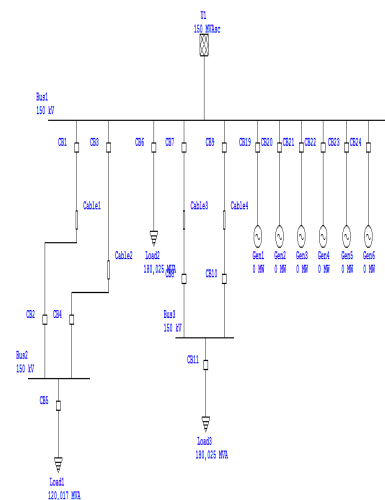 U1
150 MVAsc
Bus1
150 kV
CB1
CB3
CB6
CB7
CB9
CB19
CB20
CB21
CB22
CB23
CB24
Cable1
Cable3
Cable4
Cable2
Load2
180,025 MVA
Gen1
Gen2
Gen3
Gen4
Gen5
Gen6
0 MW
0 MW
0 MW
0 MW
0 MW
0 MW
CB10
CB2
CB4
Bus3
150 kV
Bus2
150 kV
CB11
CB5
Load3
180,025 MVA
Load1
120,017 MVA